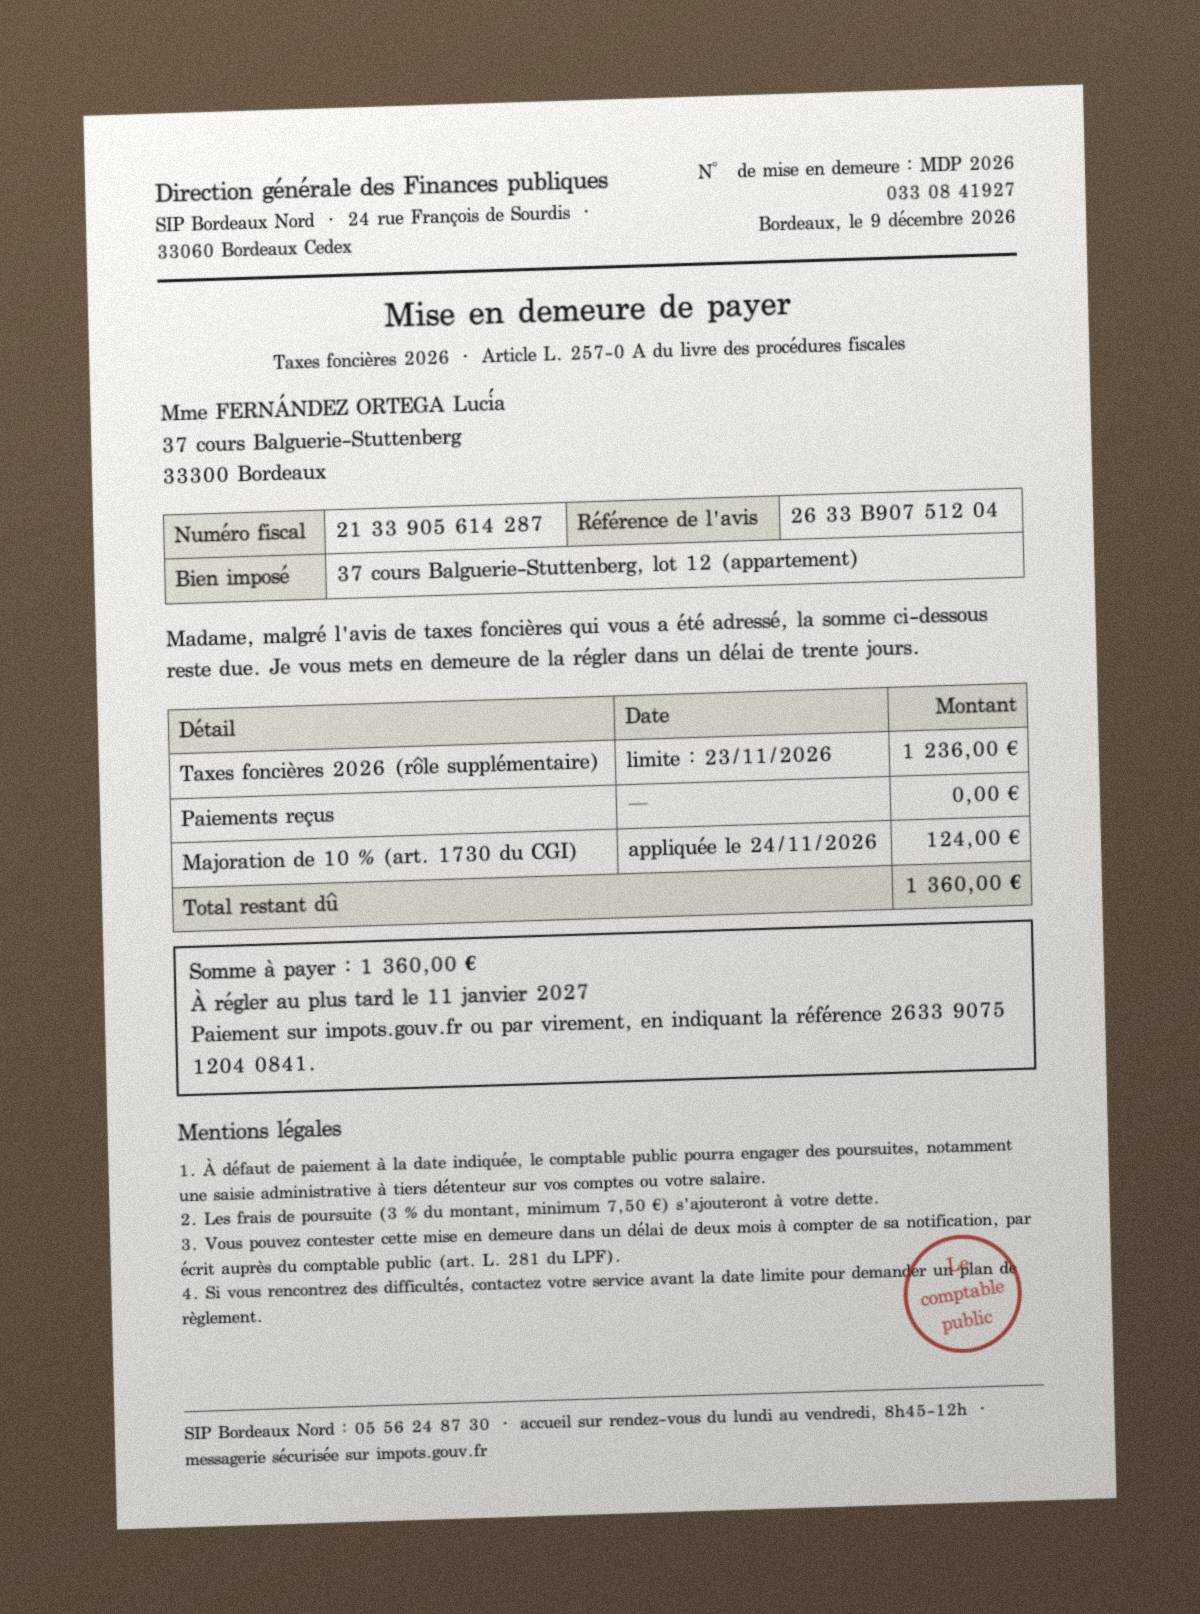 Direction générale des Finances publiques
SIP Bordeaux Nord · 24 rue François de Sourdis ·
33060 Bordeaux Cedex
N° de mise en demeure : MDP 2026
033 08 41927
Bordeaux, le 9 décembre 2026
Mise en demeure de payer
Taxes foncières 2026 · Article L. 257-0 A du livre des procédures fiscales
Mme FERNÁNDEZ ORTEGA Lucía
37 cours Balguerie-Stuttenberg
33300 Bordeaux
Numéro fiscal 21 33 905 614 287 Référence de l'avis 26 33 B907 512 04
Bien imposé 37 cours Balguerie-Stuttenberg, lot 12 (appartement)
Madame, malgré l'avis de taxes foncières qui vous a été adressé, la somme ci-dessous
reste due. Je vous mets en demeure de la régler dans un délai de trente jours.
Détail Date Montant
Taxes foncières 2026 (rôle supplémentaire) limite : 23/11/2026 1 236,00 €
Paiements reçus — 0,00 €
Majoration de 10 % (art. 1730 du CGI) appliquée le 24/11/2026 124,00 €
Total restant dû 1 360,00 €
Somme à payer : 1 360,00 €
À régler au plus tard le 11 janvier 2027
Paiement sur impots.gouv.fr ou par virement, en indiquant la référence 2633 9075
1204 0841.
Mentions légales
1. À défaut de paiement à la date indiquée, le comptable public pourra engager des poursuites, notamment
une saisie administrative à tiers détenteur sur vos comptes ou votre salaire.
2. Les frais de poursuite (3 % du montant, minimum 7,50 €) s'ajouteront à votre dette.
3. Vous pouvez contester cette mise en demeure dans un délai de deux mois à compter de sa notification, par
écrit auprès du comptable public (art. L. 281 du LPF).
4. Si vous rencontrez des difficultés, contactez votre service avant la date limite pour demander un plan de
règlement.
Le
comptable
public
SIP Bordeaux Nord : 05 56 24 87 30 · accueil sur rendez-vous du lundi au vendredi, 8h45-12h ·
messagerie sécurisée sur impots.gouv.fr